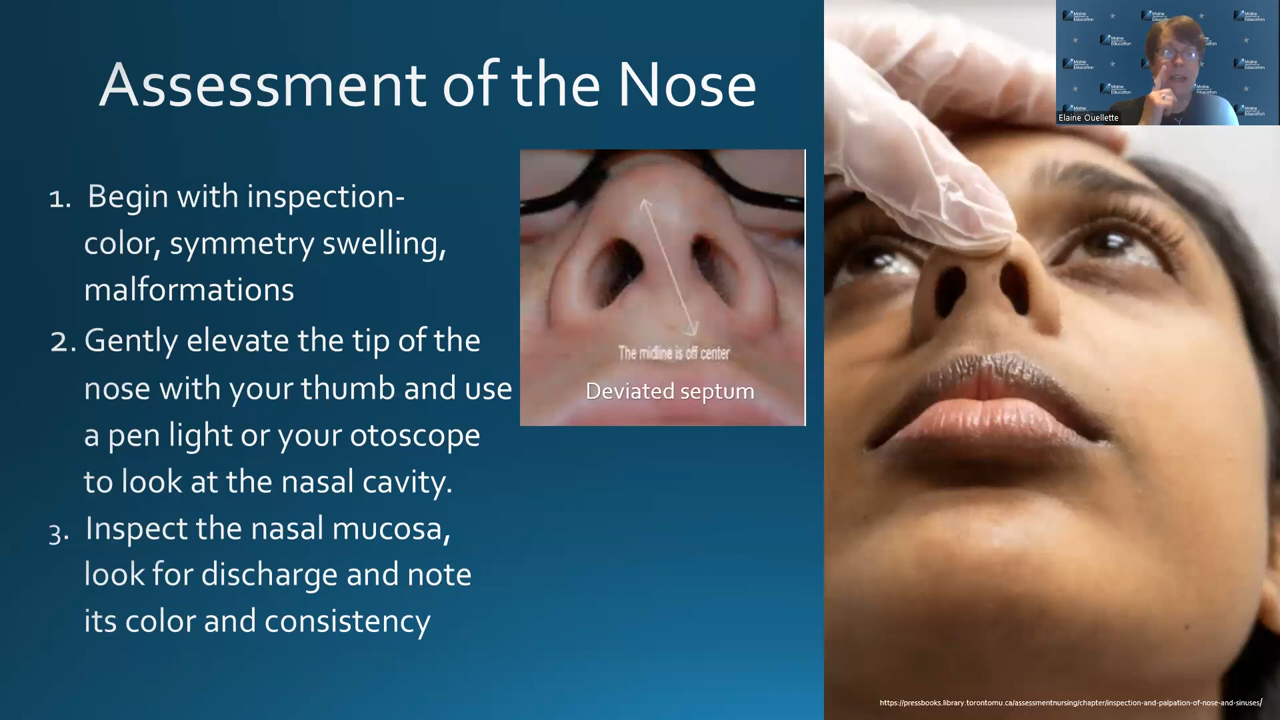 Assessment of the Nose
1. Begin with inspection-
color, symmetry swelling,
malformations
2. Gently elevate the tip of the
nose with your thumb and use
a pen light or your otoscope
to look at the nasal cavity.
3. Inspect the nasal mucosa,
look for discharge and note
its color and consistency
The midline is off center
Deviated septum
Elaine Ouellette
https://pressbooks.library.torontomu.ca/assessmentnursing/chapter/inspection-and-palpation-of-nose-and-sinuses/